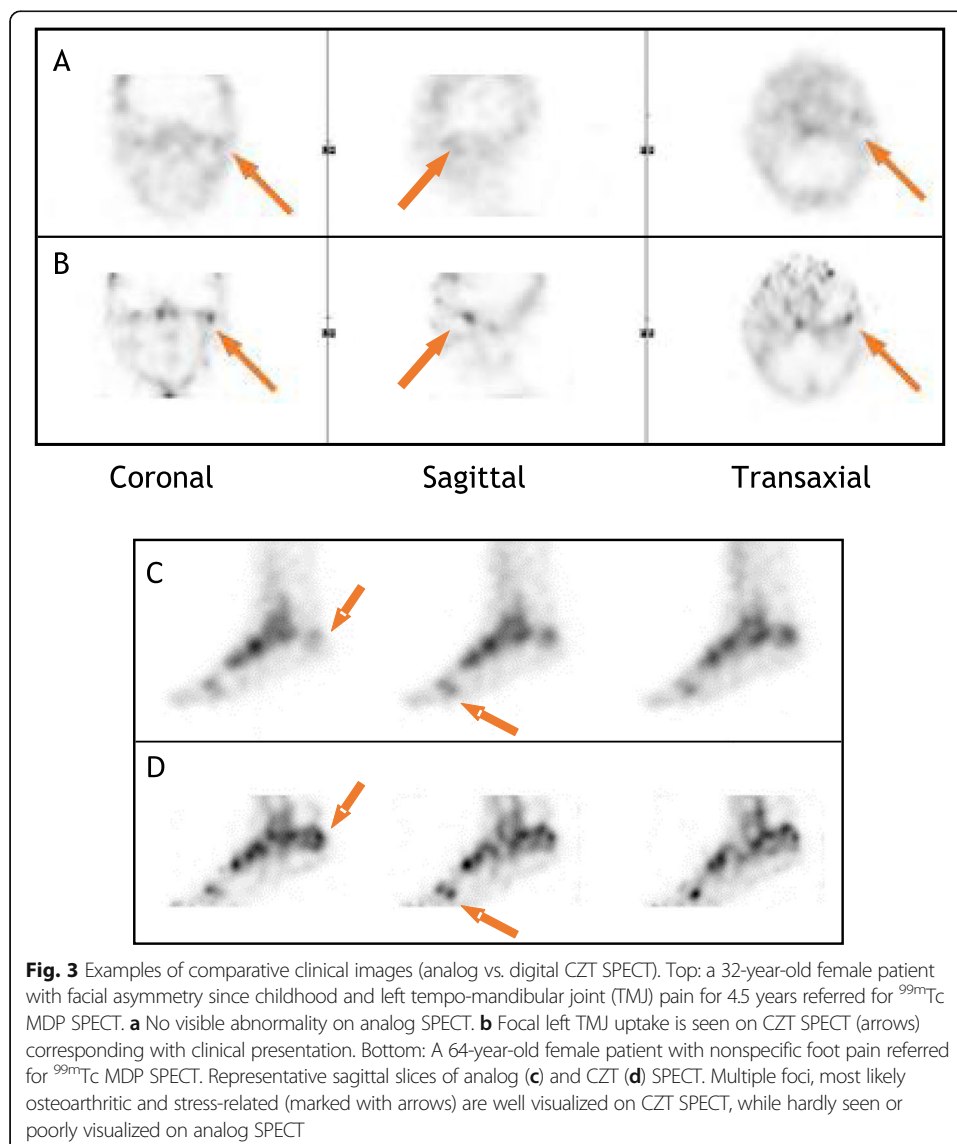 A
B
Coronal Sagittal Transaxial
C
D
Fig. 3 Examples of comparative clinical images (analog vs. digital CZT SPECT). Top: a 32-year-old female patient
with facial asymmetry since childhood and left tempo-mandibular joint (TMJ) pain for 4.5 years referred for 99mTc
MDP SPECT. a No visible abnormality on analog SPECT. b Focal left TMJ uptake is seen on CZT SPECT (arrows)
corresponding with clinical presentation. Bottom: A 64-year-old female patient with nonspecific foot pain referred
for 99mTc MDP SPECT. Representative sagittal slices of analog (c) and CZT (d) SPECT. Multiple foci, most likely
osteoarthritic and stress-related (marked with arrows) are well visualized on CZT SPECT, while hardly seen or
poorly visualized on analog SPECT